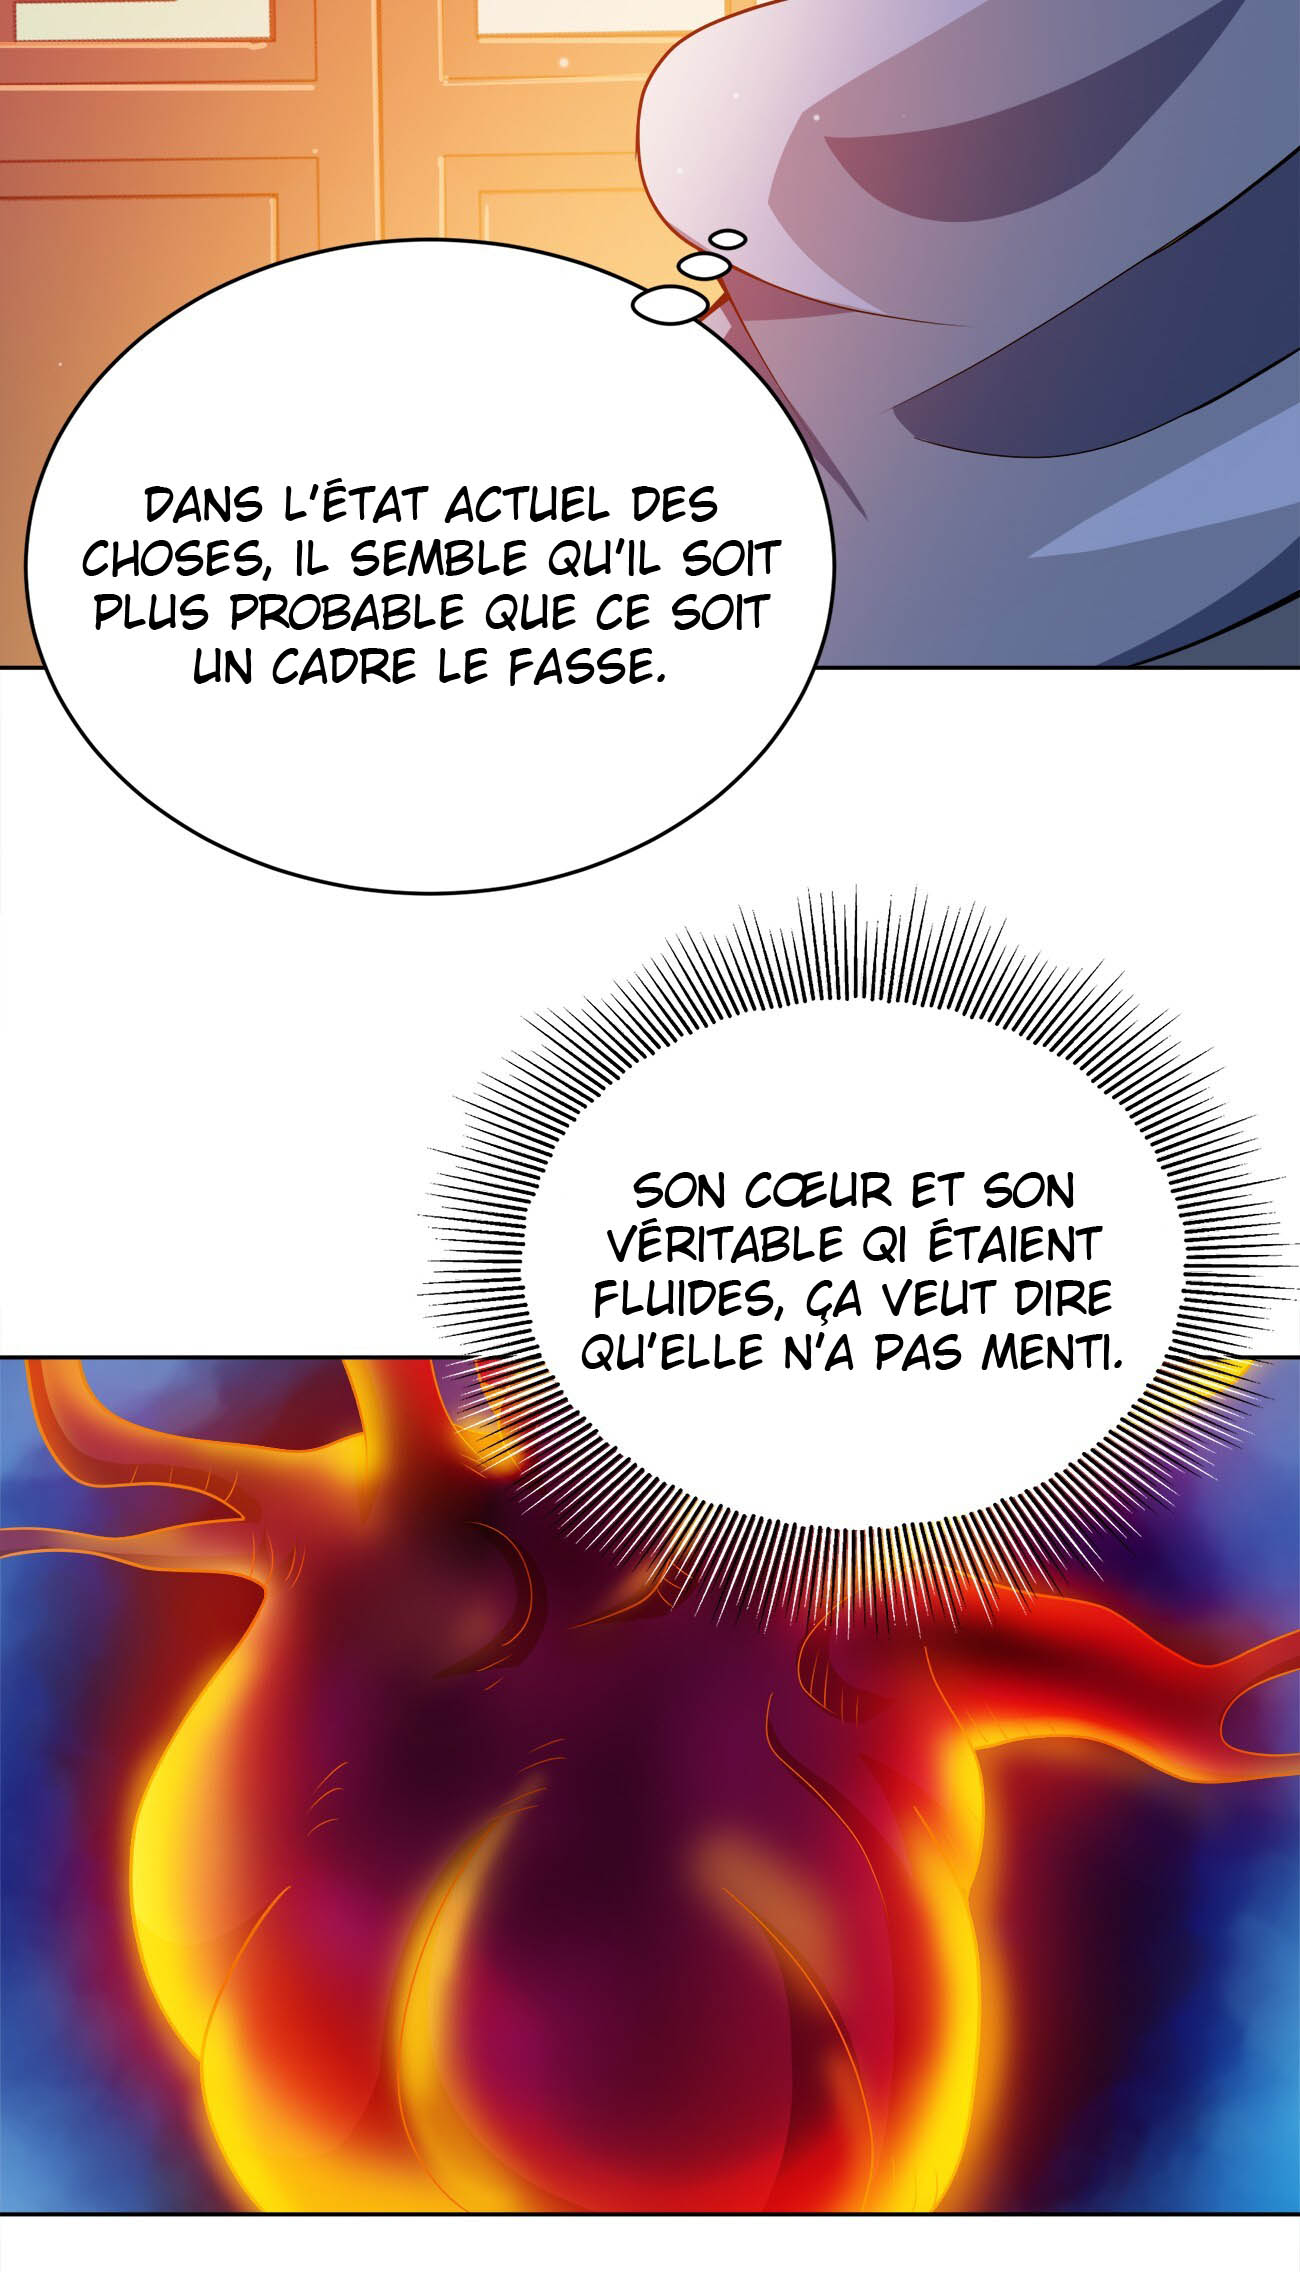 DANS L'ÉTAT ACTUEL DES
CHOSES, IL SEMBLE QU'IL SOIT
PLUS PROBABLE QUE CE SOIT
UN CADRE LE FASSE.
SON CŒUR ET SON
VÉRITABLE QI ÉTAIENT
FLUIDES, ÇA VEUT DIRE
QU'ELLE N'A PAS MENTI.